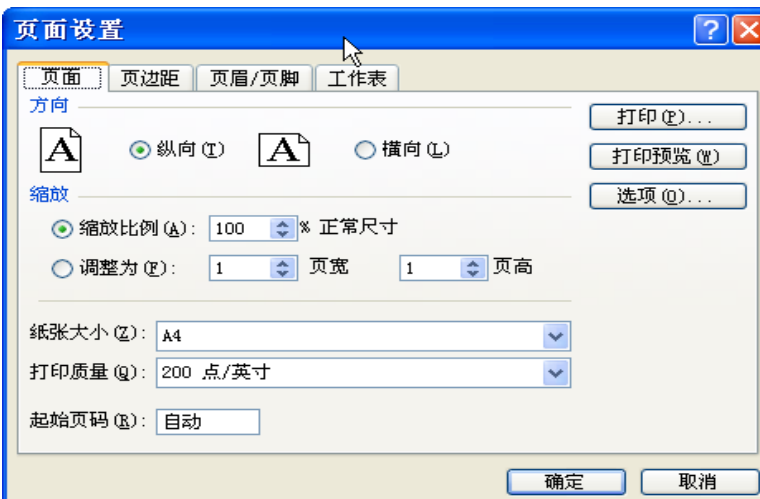 页面设置
页面 页边距 页眉/页脚 工作表
方向
打印(P)...
A 纵向(T) A 横向(L)
打印预览(W)
缩放
选项(O)...
缩放比例(A): 100 % 正常尺寸
调整为(F): 1 页宽 1 页高
纸张大小(Z): A4
打印质量(Q): 200 点/英寸
起始页码(R): 自动
确定 取消